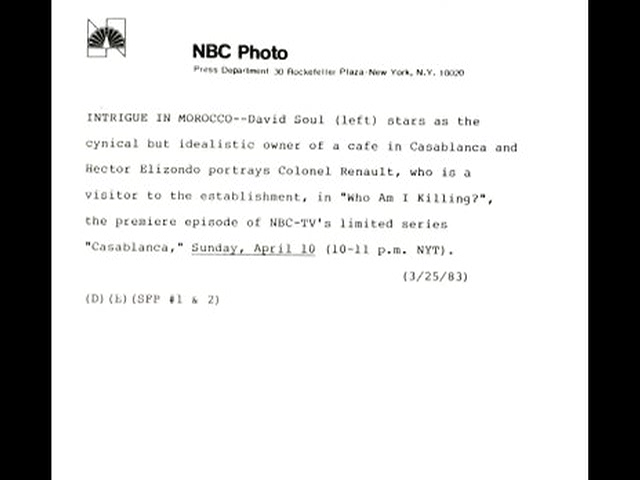 NBC Photo
Press Department 30 Rockefeller Plaza·New York, N.Y. 10020
INTRIGUE IN MOROCCO--David Soul (left) stars as the
cynical but idealistic owner of a cafe in Casablanca and
Hector Elizondo portrays Colonel Renault, who is a
visitor to the establishment, in "Who Am I Killing?",
the premiere episode of NBC-TV's limited series
"Casablanca," Sunday, April 10 (10-11 p.m. NYT).
(3/25/83)
(D)(E)(SFP #1 & 2)